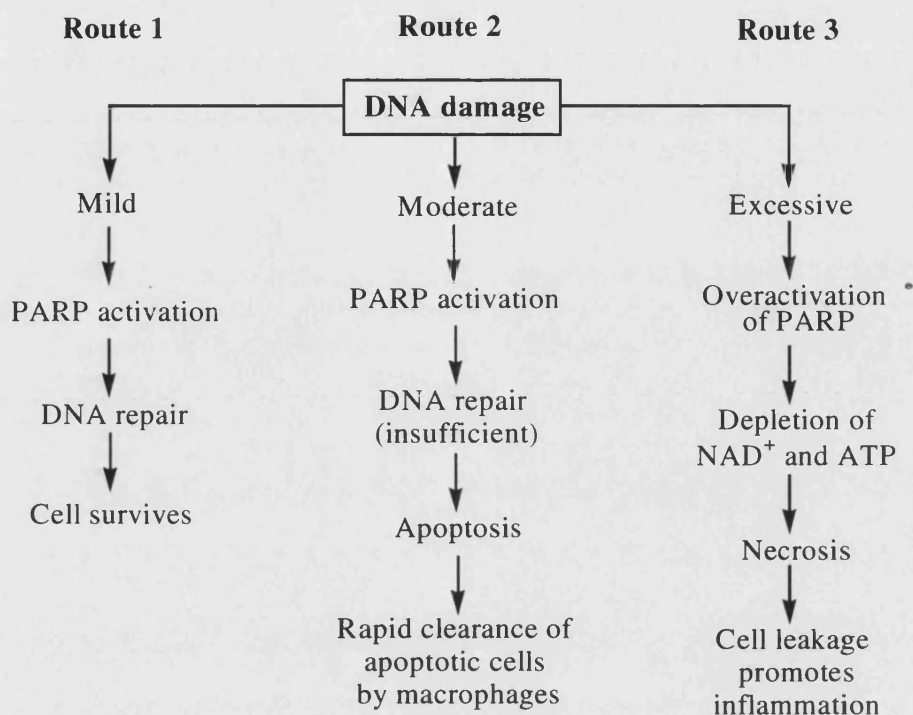 Route 1
Route 2
Route 3
DNA damage
Mild
PARP activation
DNA repair
Cell survives
Moderate
PARP activation
DNA repair
(insufficient)
Apoptosis
Rapid clearance of
apoptotic cells
by macrophages
Excessive
Overactivation
of PARP
Depletion of
NAD⁺ and ATP
Necrosis
Cell leakage
promotes
inflammation